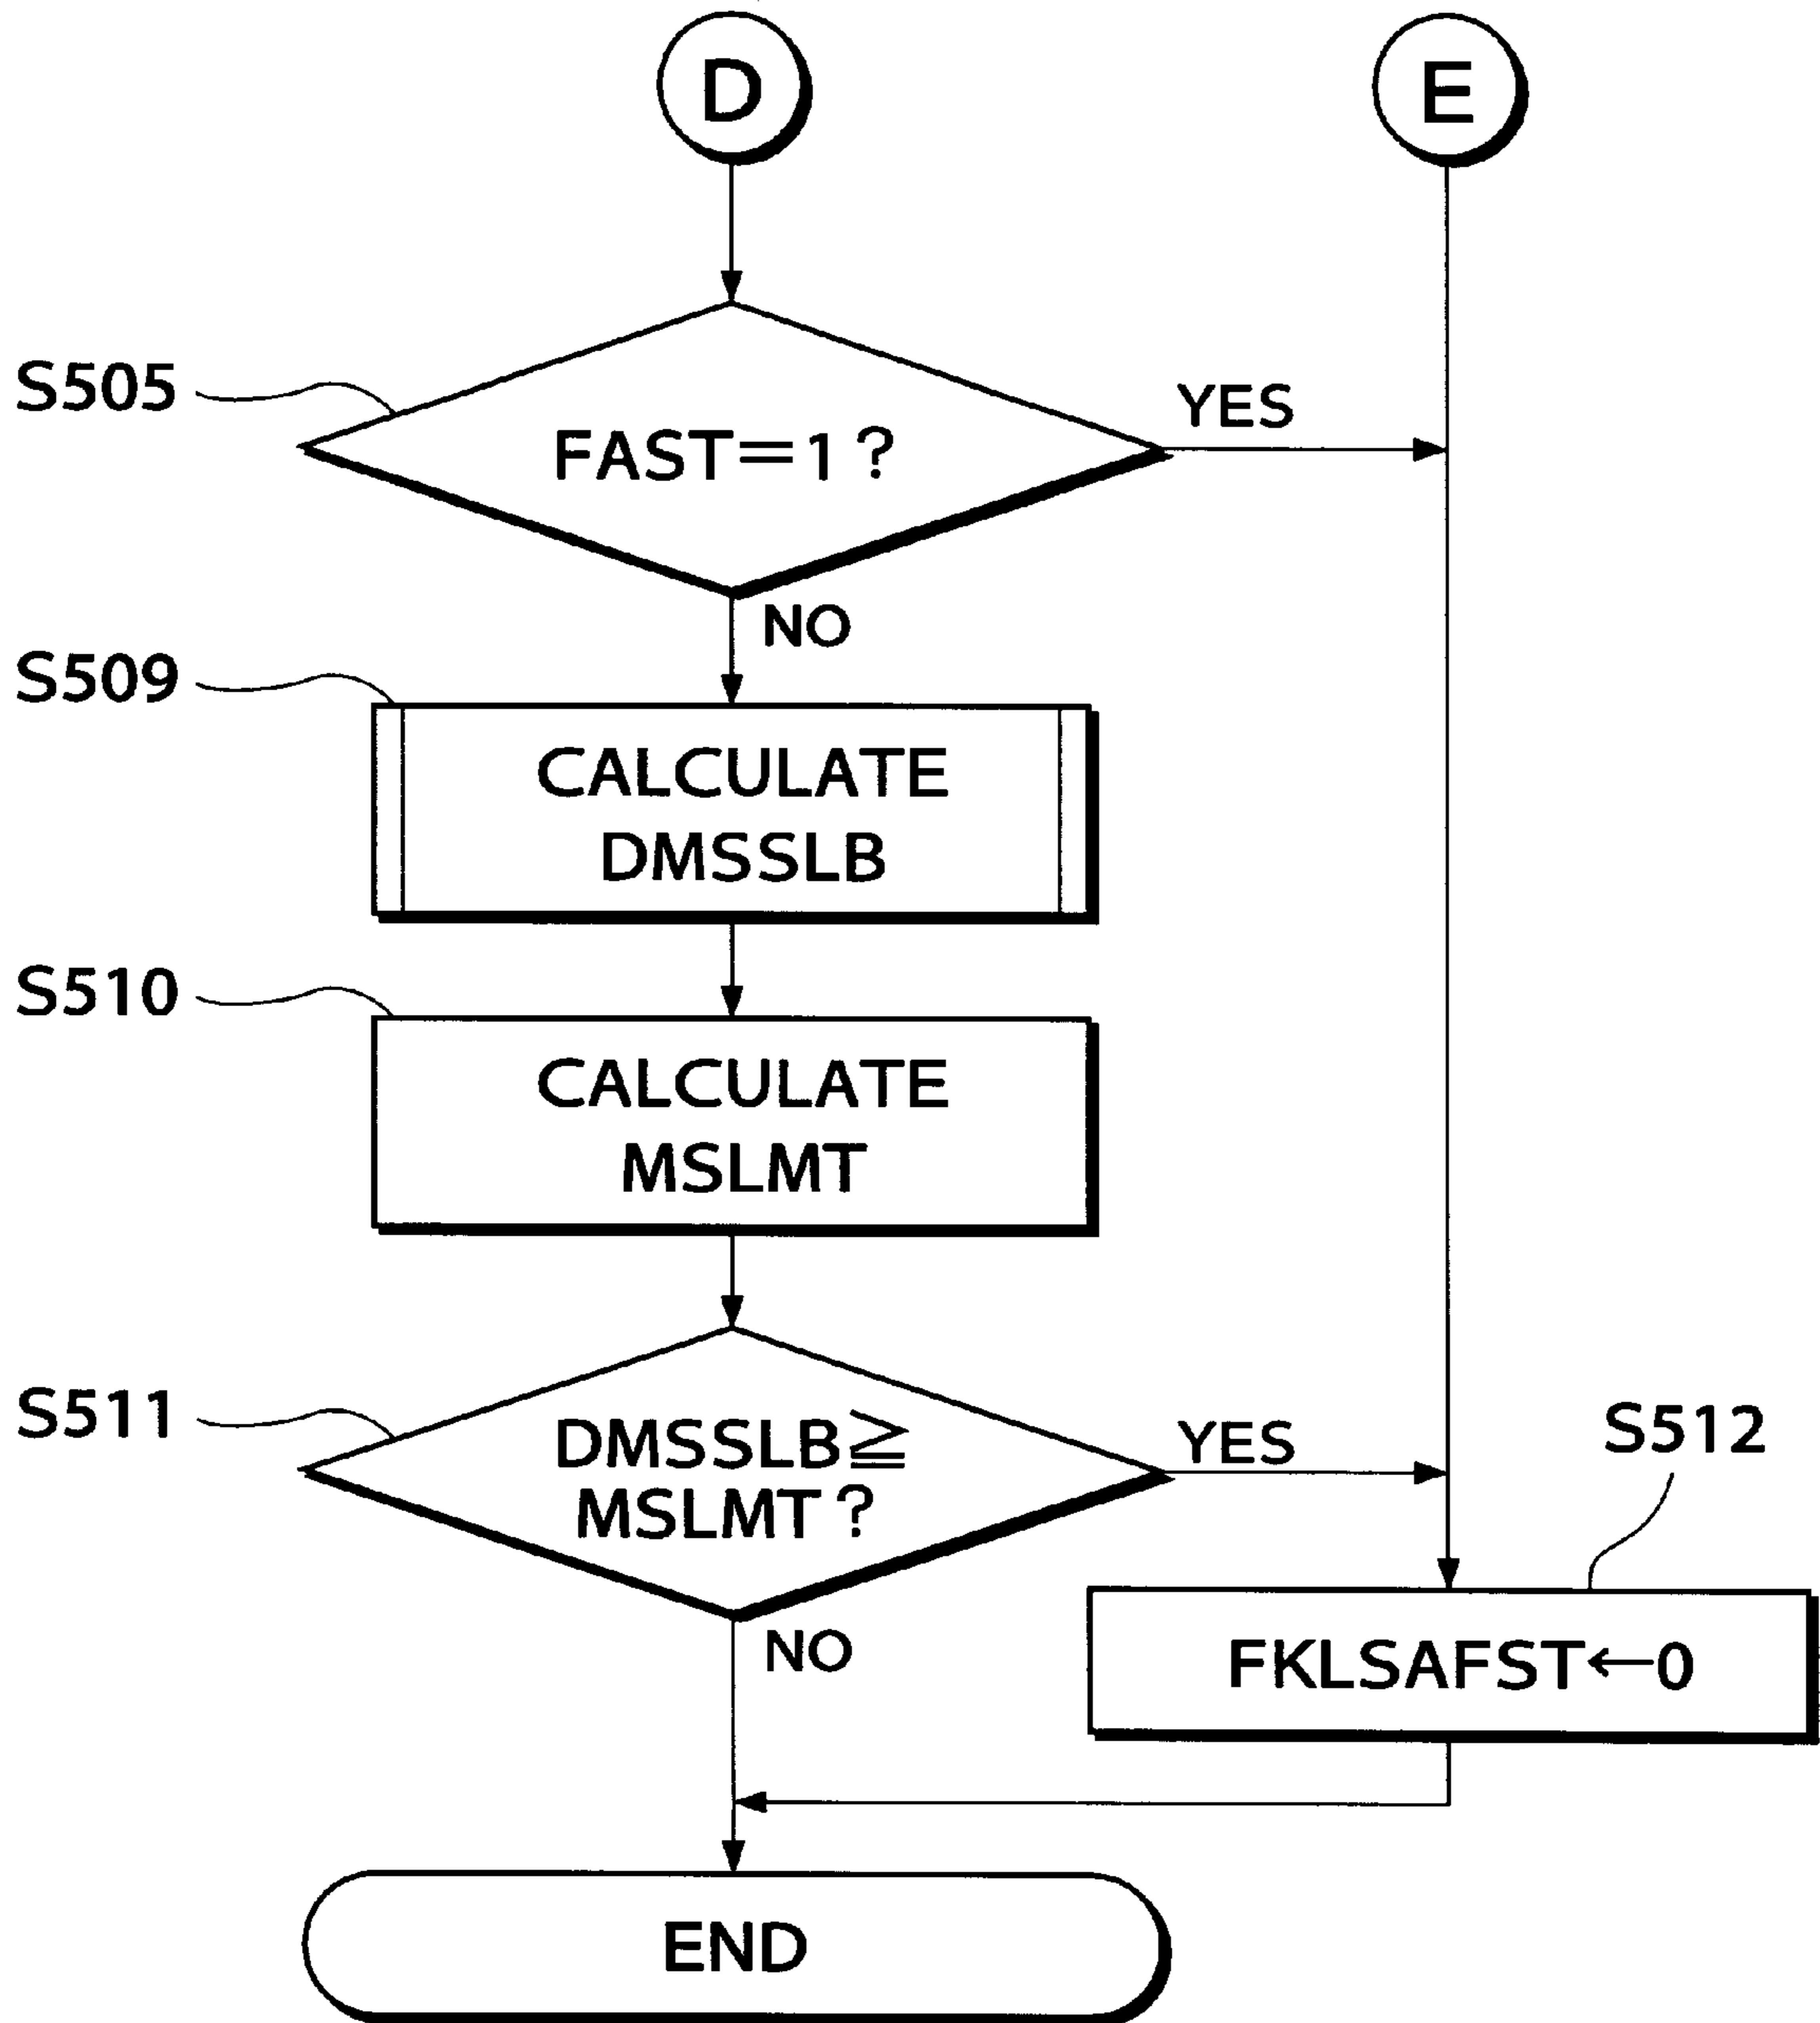 D
E
S505
YES
FAST=1?
NO
S509
CALCULATE
DMSSLB
S510
CALCULATE
MSLMT
S511
DMSSLB≧
MSLMT?
YES
S512
NO
FKLSAFST←0
END